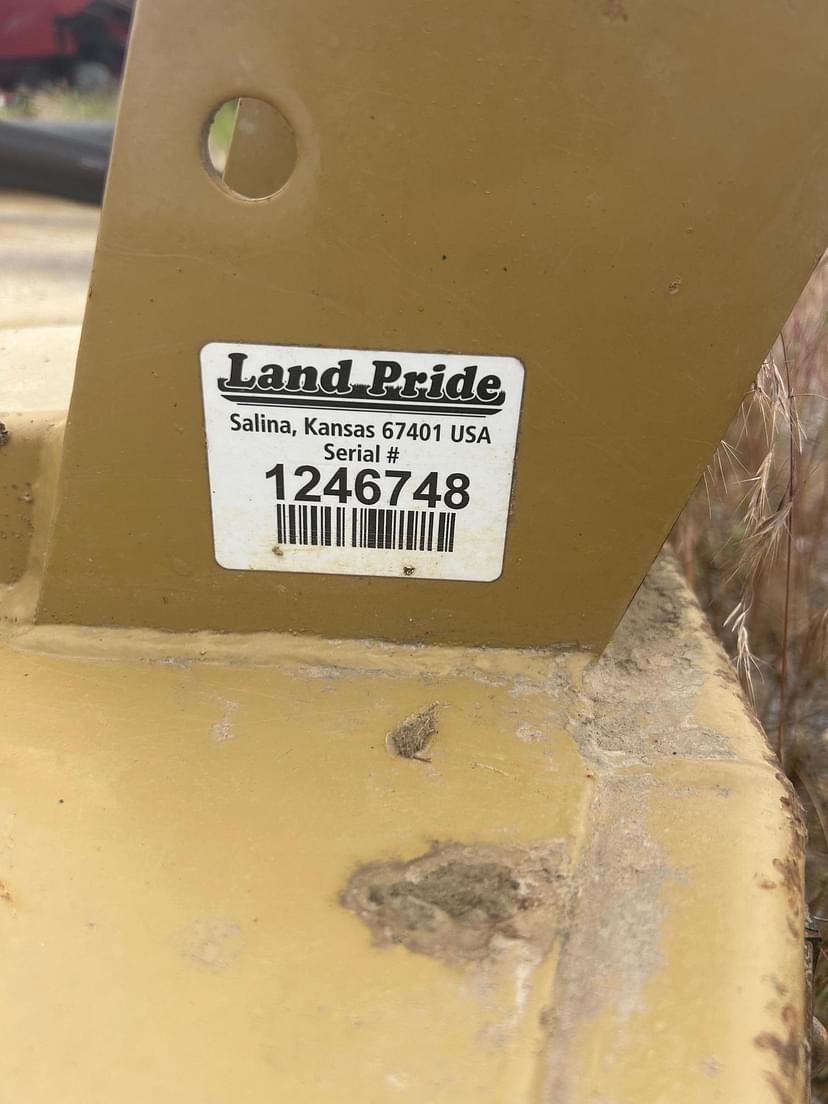 Land Pride
Salina, Kansas 67401 USA
Serial #
1246748